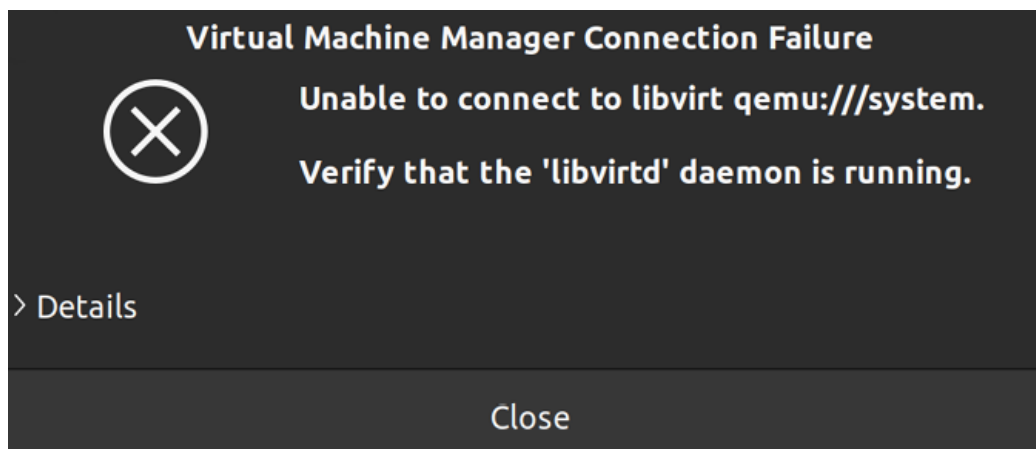 Virtual Machine Manager Connection Failure
Unable to connect to libvirt qemu:///system.
Verify that the 'libvirtd' daemon is running.
Details
Close